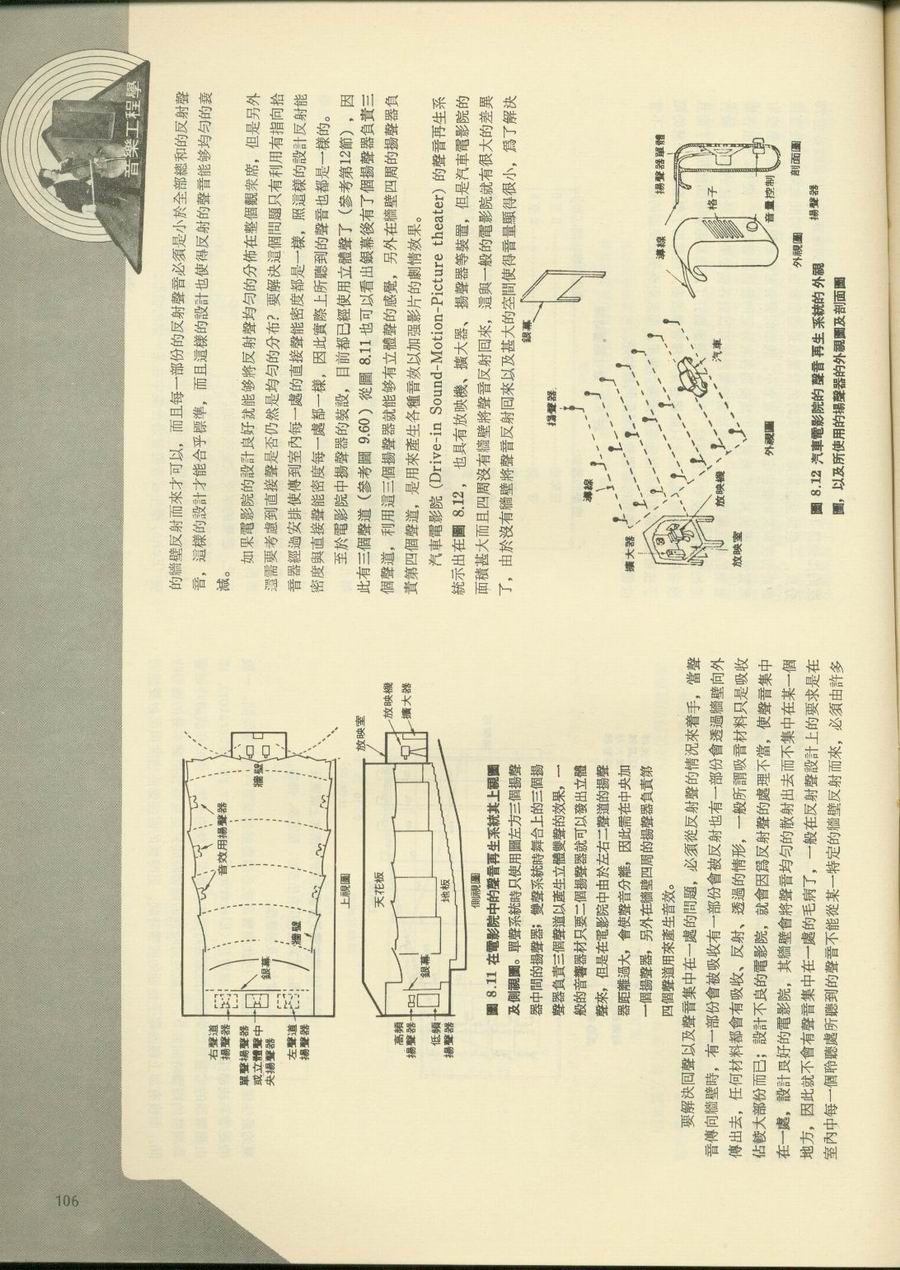 音樂工程學
右聲道
揚聲器
單聲揚聲器
或立體聲中
央揚聲器
左聲道
揚聲器
銀幕
牆壁
音效用揚聲器
牆壁
上視圖
高頻
揚聲器
低頻
揚聲器
銀幕
天花板
地板
側視圖
放映室
放映機
擴大器
圖 8.11 在電影院中的聲音再生系統其上視圖
及側視圖。單聲系統時只使用圖左方三個揚聲
器中間的揚聲器;雙聲系統時舞台上的三個揚
聲器負責三個聲道以產生立體雙聲的效果,一
般的音響器材只要二個揚聲器就可以發出立體
聲來,但是在電影院中由於左右二聲道的揚聲
器距離過大,會使聲音分離,因此需在中央加
一個揚聲器,另外在牆壁四周的揚聲器負責第
四個聲道用來產生音效。
要解決回聲以及聲音集中在一處的問題,必須從反射聲的情況來着手,當聲
音傳向牆壁時,有一部份會被吸收有一部份會被反射也有一部份會透過牆壁向外
傳出去,任何材料都會有吸收、反射、透過的情形,一般所謂吸音材料只是吸收
佔較大部份而已;設計不良的電影院,就會因爲反射聲的處理不當,使聲音集中
在一處,設計良好的電影院,其牆壁會將聲音均勻的散射出去而不集中在某一個
地方,因此就不會有聲音集中在一處的毛病了,一般在反射聲設計上的要求是在
室內中每一個聆聽處所聽到的聲音不能從某一特定的牆壁反射而來,必須由許多
的牆壁反射而來才可以,而且每一部份的反射聲音必須是小於全部總和的反射聲
音,這樣的設計才能合乎標準,而且這樣的設計也使得反射的聲音能够均勻的衰
減。
如果電影院的設計良好就能够將反射聲均勻的分佈在整個觀衆席,但是另外
還需要考慮到直接聲是否仍然是均勻的分布?要解決這個問題只有利用有指向拾
音器經過安排使傳到室內每一處的直接聲能密度都是一樣,照這樣的設計反射能
密度與直接聲能密度每一處都一樣,因此實際上所聽到的聲音也都是一樣的。
至於電影院中揚聲器的裝設,目前都已經使用立體聲了(參考第12節),因
此有三個聲道(參考圖 9.60)從圖 8.11 也可以看出銀幕後有了個揚聲器負責三
個聲道,利用這三個揚聲器就能够有立體聲的感覺,另外在牆壁四周的揚聲器負
責第四個聲道,是用來產生各種音效以加强影片的劇情效果。
汽車電影院(Drive-in Sound-Motion-Picture theater)的聲音再生系
統示出在圖 8.12,也具有放映機、擴大器、揚聲器等裝置,但是汽車電影院的
面積甚大而且四周沒有牆壁將聲音反射回來,這與一般的電影院就有很大的差異
了,由於沒有牆壁將聲音反射回來以及甚大的空間使得音量顯得很小,爲了解決
銀幕
揚聲器
導線
擴大器
放映室
放映機
汽車
外視圖
導線
揚聲器單體
格子
音量控制
外視圖
剖面圖
揚聲器
圖 8.12 汽車電影院的聲音再生系統的外視
圖,以及所使用的揚聲器的外視圖及剖面圖
106